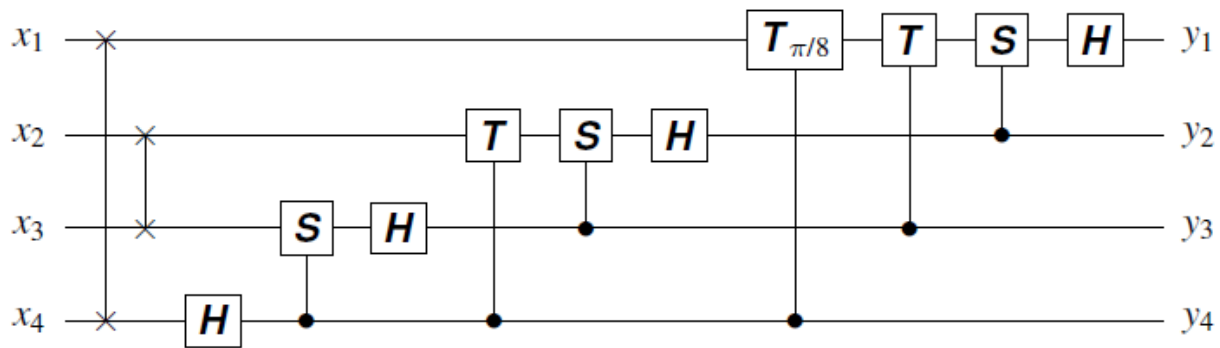 x₁ T π/8 T S H y₁
x₂ T S H y₂
x₃ S H y₃
x₄ H y₄